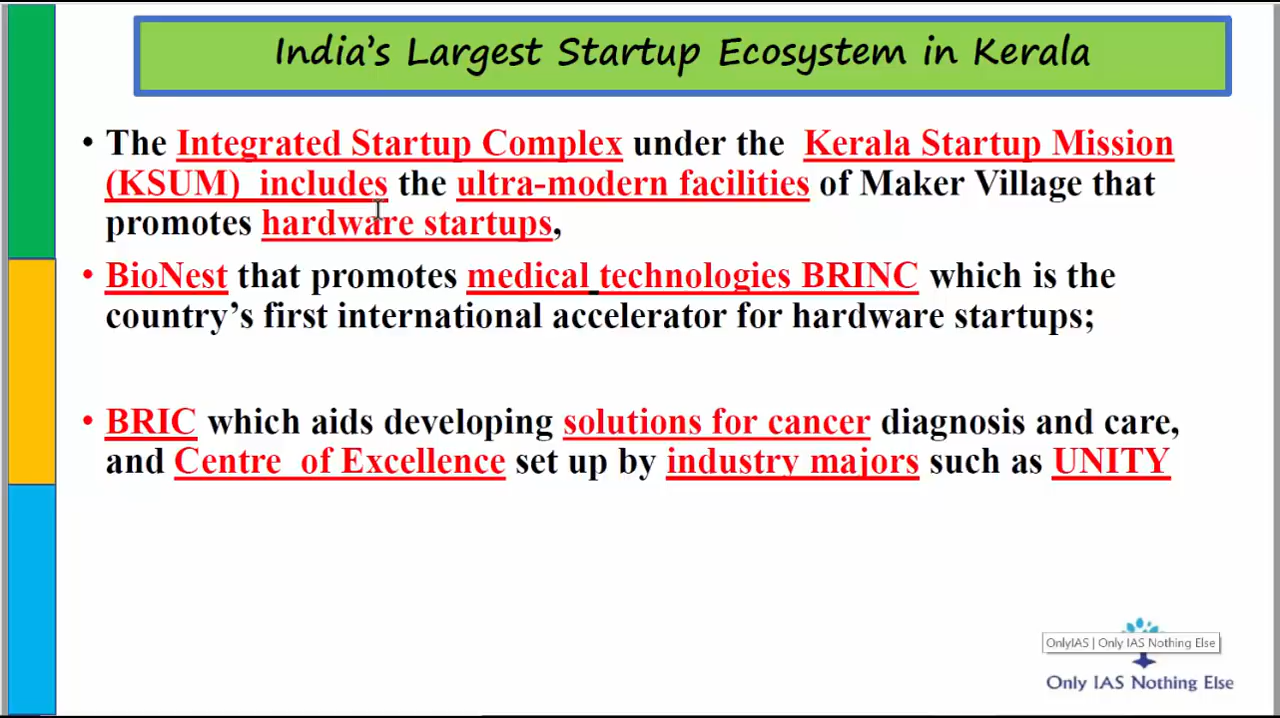 India's Largest Startup Ecosystem in Kerala
• The Integrated Startup Complex under the Kerala Startup Mission
(KSUM) includes the ultra-modern facilities of Maker Village that
promotes hardware startups,
• BioNest that promotes medical technologies BRINC which is the
country's first international accelerator for hardware startups;
• BRIC which aids developing solutions for cancer diagnosis and care,
and Centre of Excellence set up by industry majors such as UNITY
OnlyIAS | Only IAS Nothing Else
Only IAS Nothing Else